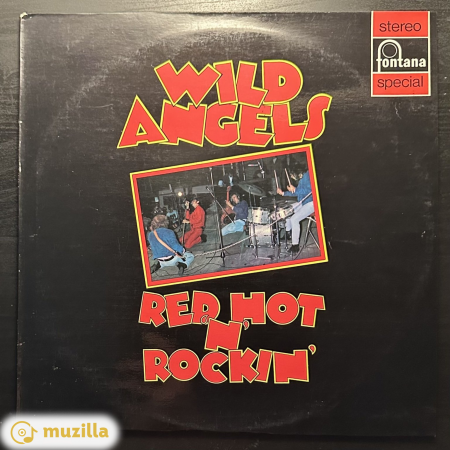 stereo
fontana
special
WILD
ANGELS
RED HOT
'N'
ROCKIN'
muzilla